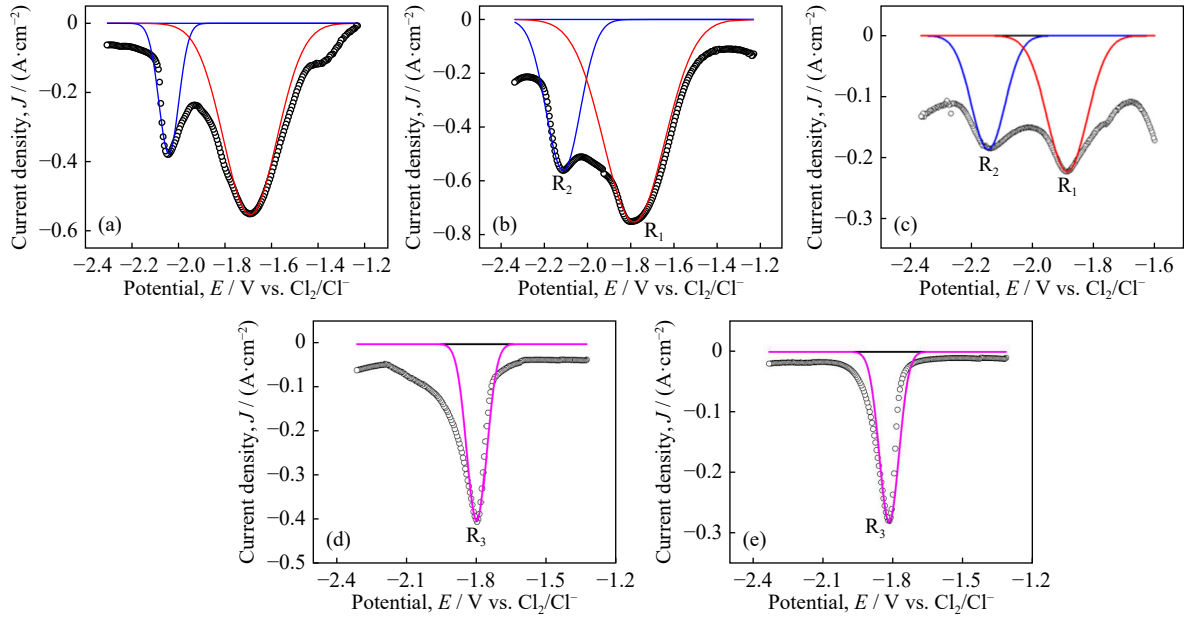 0
−0.2
−0.4
−0.6
Current density, J / (A·cm⁻²)
(a)
−2.4 −2.0 −1.8 −1.6 −1.2
Potential, E / V vs. Cl₂/Cl⁻
0
−0.2
−0.4
−0.6
−0.8
Current density, J / (A·cm⁻²)
R₂
R₁
(b)
−2.4 −2.2 −2.0 −1.8 −1.6 −1.4 −1.2
Potential, E / V vs. Cl₂/Cl⁻
0
−0.1
−0.2
−0.3
Current density, J / (A·cm⁻²)
R₂
R₁
(c)
−2.4 −2.2 −2.0 −1.8 −1.6
Potential, E / V vs. Cl₂/Cl⁻
0
−0.1
−0.2
−0.3
−0.4
−0.5
Current density, J / (A·cm⁻²)
R₃
(d)
−2.4 −2.1 −1.8 −1.5 −1.2
Potential, E / V vs. Cl₂/Cl⁻
0
−0.1
−0.2
−0.3
Current density, J / (A·cm⁻²)
R₃
(e)
−2.4 −2.1 −1.8 −1.5 −1.2
Potential, E / V vs. Cl₂/Cl⁻